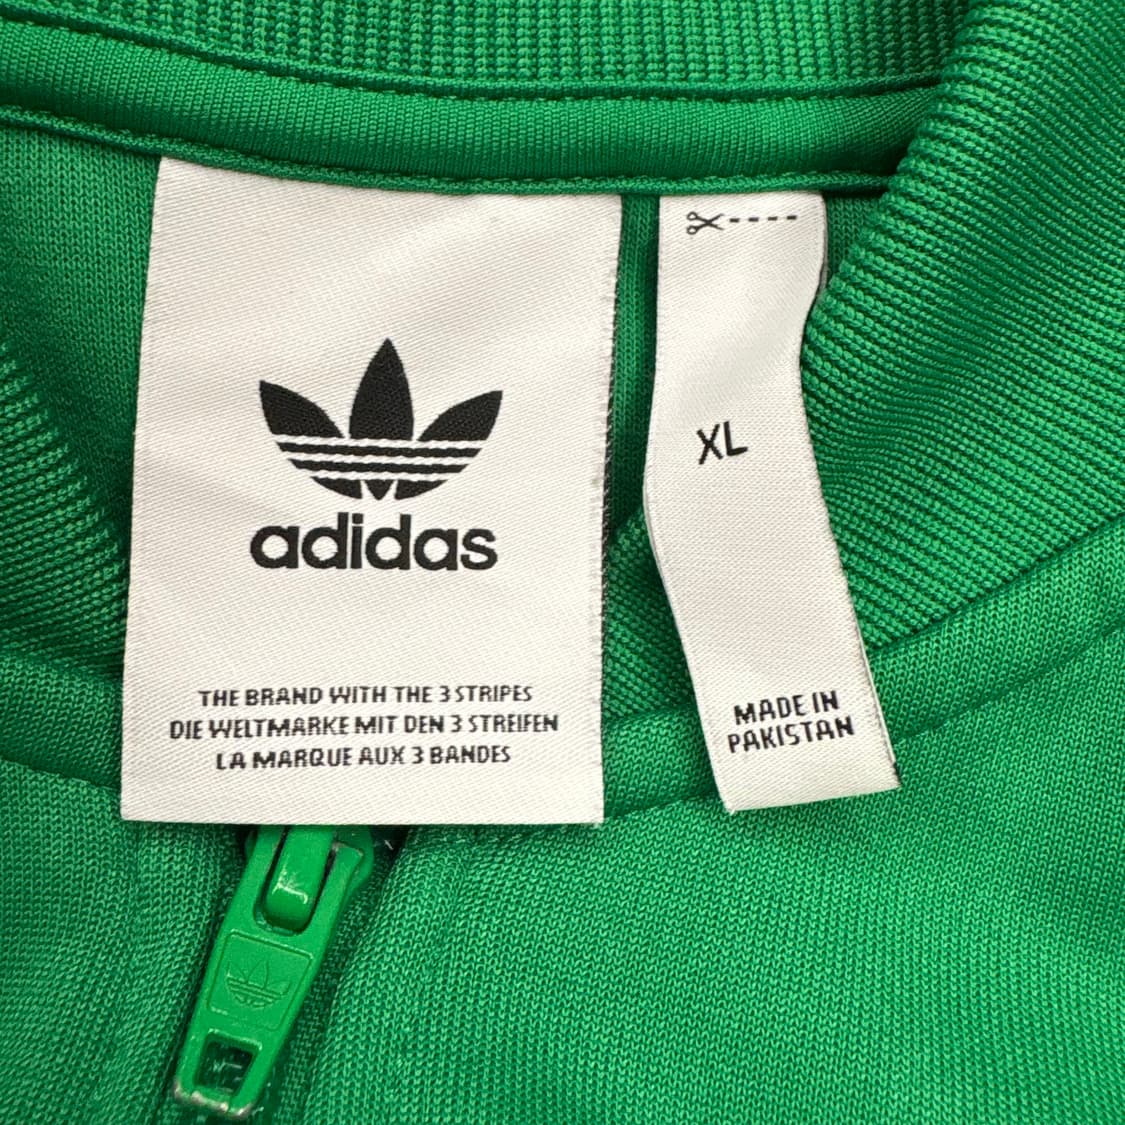 adidas
THE BRAND WITH THE 3 STRIPES
DIE WELTMARKE MIT DEN 3 STREIFEN
LA MARQUE AUX 3 BANDES
XL
MADE IN
PAKISTAN